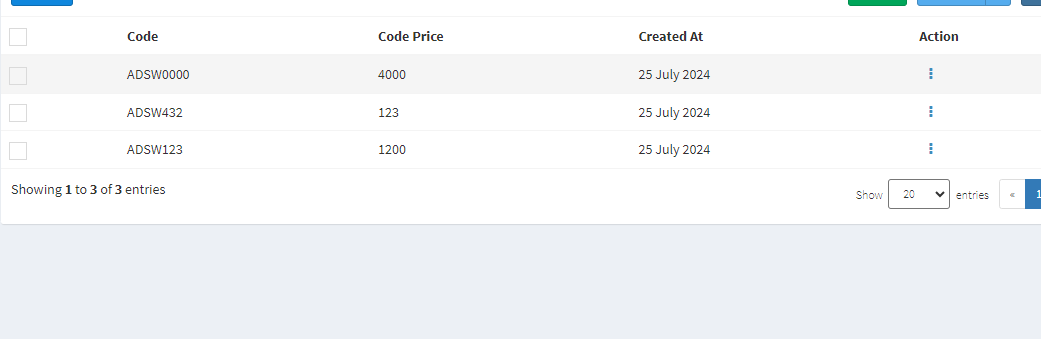 Code Code Price Created At Action
ADSW0000 4000 25 July 2024
ADSW432 123 25 July 2024
ADSW123 1200 25 July 2024
Showing 1 to 3 of 3 entries
Show 20 entries « 1